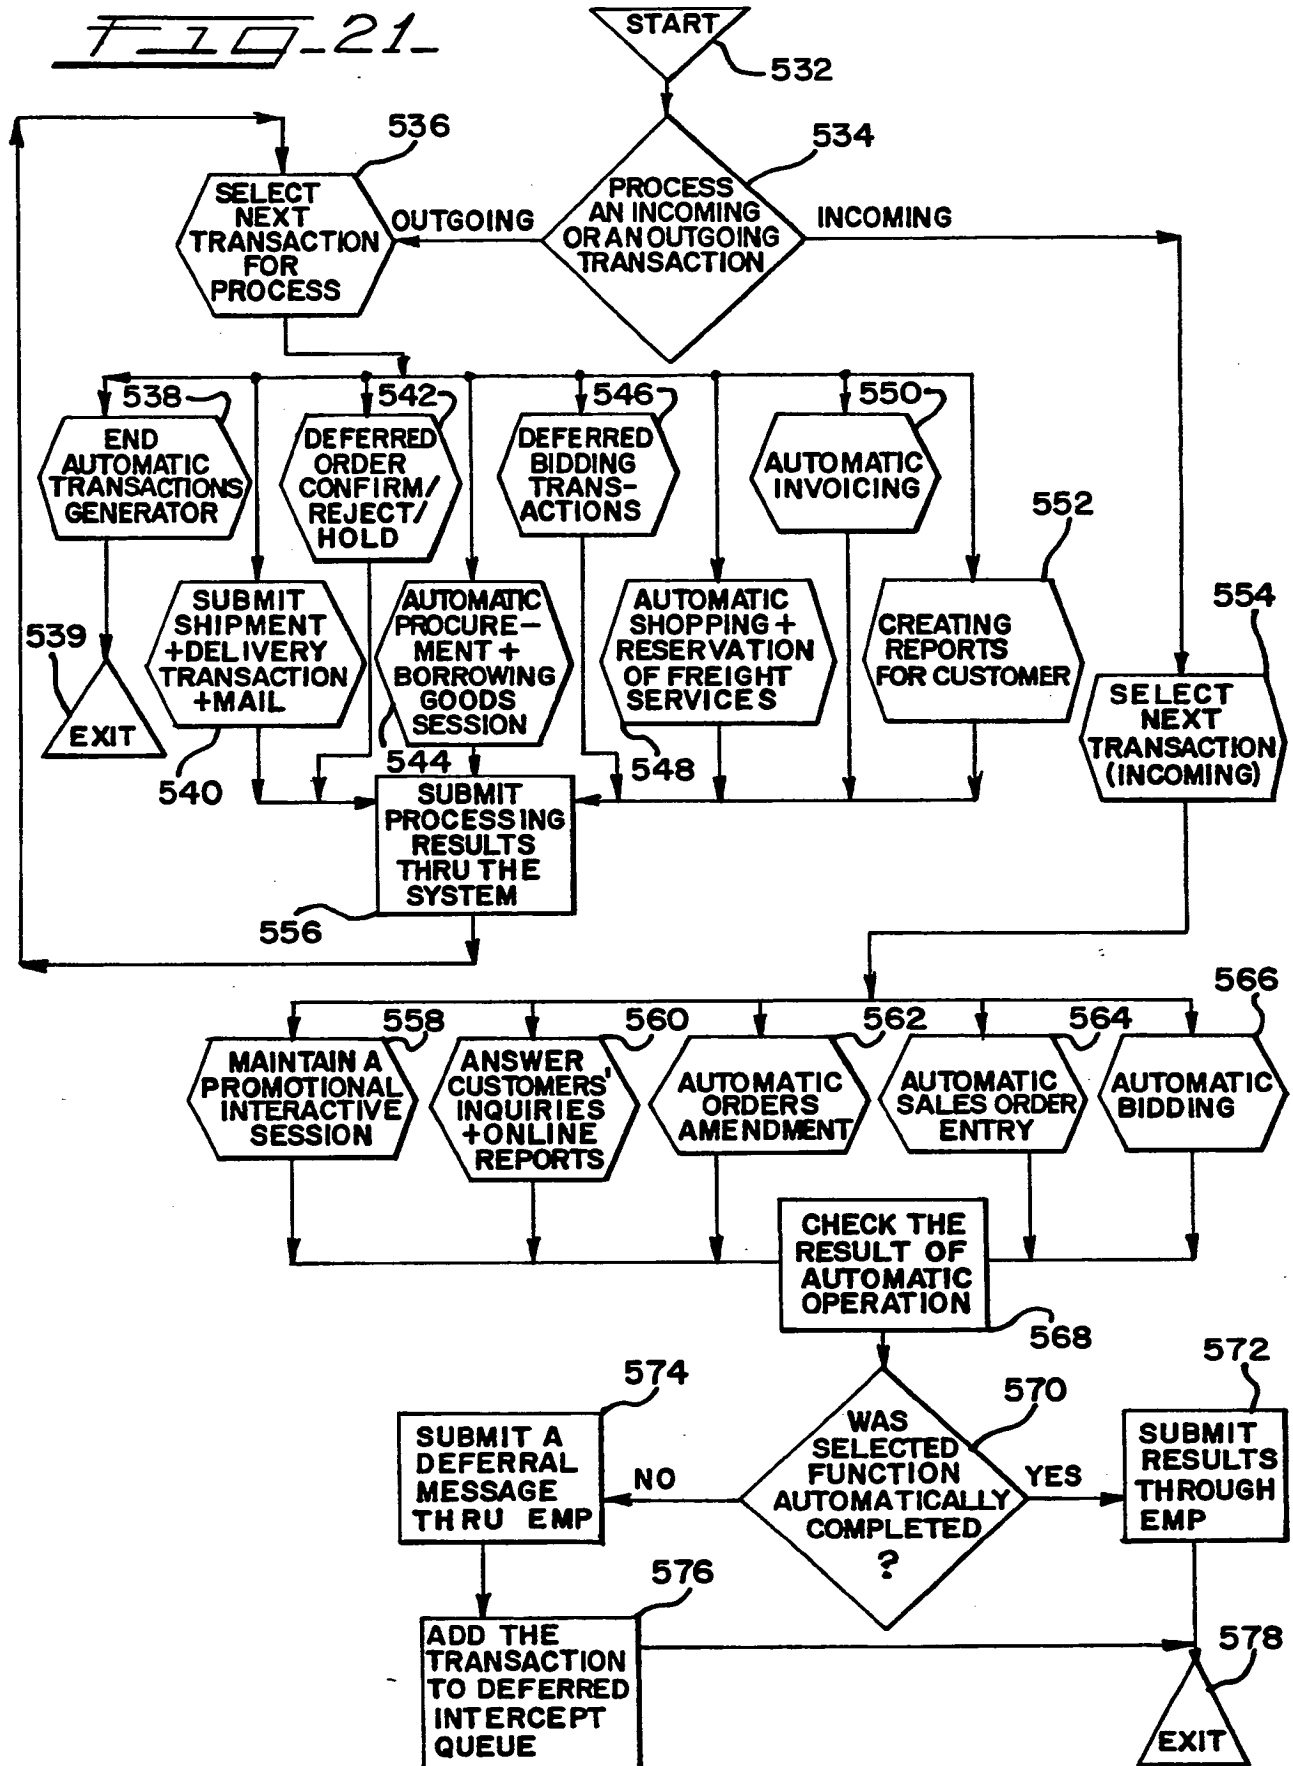 Fig-21-
START
532
534
PROCESS
AN INCOMING
OR AN OUTGOING
TRANSACTION
OUTGOING
INCOMING
536
SELECT
NEXT
TRANSACTION
FOR
PROCESS
538
END
AUTOMATIC
TRANSACTIONS
GENERATOR
542
DEFERRED
ORDER
CONFIRM/
REJECT/
HOLD
546
DEFERRED
BIDDING
TRANS-
ACTIONS
550
AUTOMATIC
INVOICING
552
539
EXIT
SUBMIT
SHIPMENT
+DELIVERY
TRANSACTION
+MAIL
540
AUTOMATIC
PROCURE-
MENT +
BORROWING
GOODS
SESSION
544
AUTOMATIC
SHOPPING+
RESERVATION
OF FREIGHT
SERVICES
548
CREATING
REPORTS
FOR CUSTOMER
554
SELECT
NEXT
TRANSACTION
(INCOMING)
SUBMIT
PROCESSING
RESULTS
THRU THE
SYSTEM
556
558
MAINTAIN A
PROMOTIONAL
INTERACTIVE
SESSION
560
ANSWER
CUSTOMERS'
INQUIRIES
+ONLINE
REPORTS
562
AUTOMATIC
ORDERS
AMENDMENT
564
AUTOMATIC
SALES ORDER
ENTRY
566
AUTOMATIC
BIDDING
CHECK THE
RESULT OF
AUTOMATIC
OPERATION
568
570
WAS
SELECTED
FUNCTION
AUTOMATICALLY
COMPLETED
?
NO
YES
574
SUBMIT A
DEFERRAL
MESSAGE
THRU EMP
572
SUBMIT
RESULTS
THROUGH
EMP
576
ADD THE
TRANSACTION
TO DEFERRED
INTERCEPT
QUEUE
578
EXIT